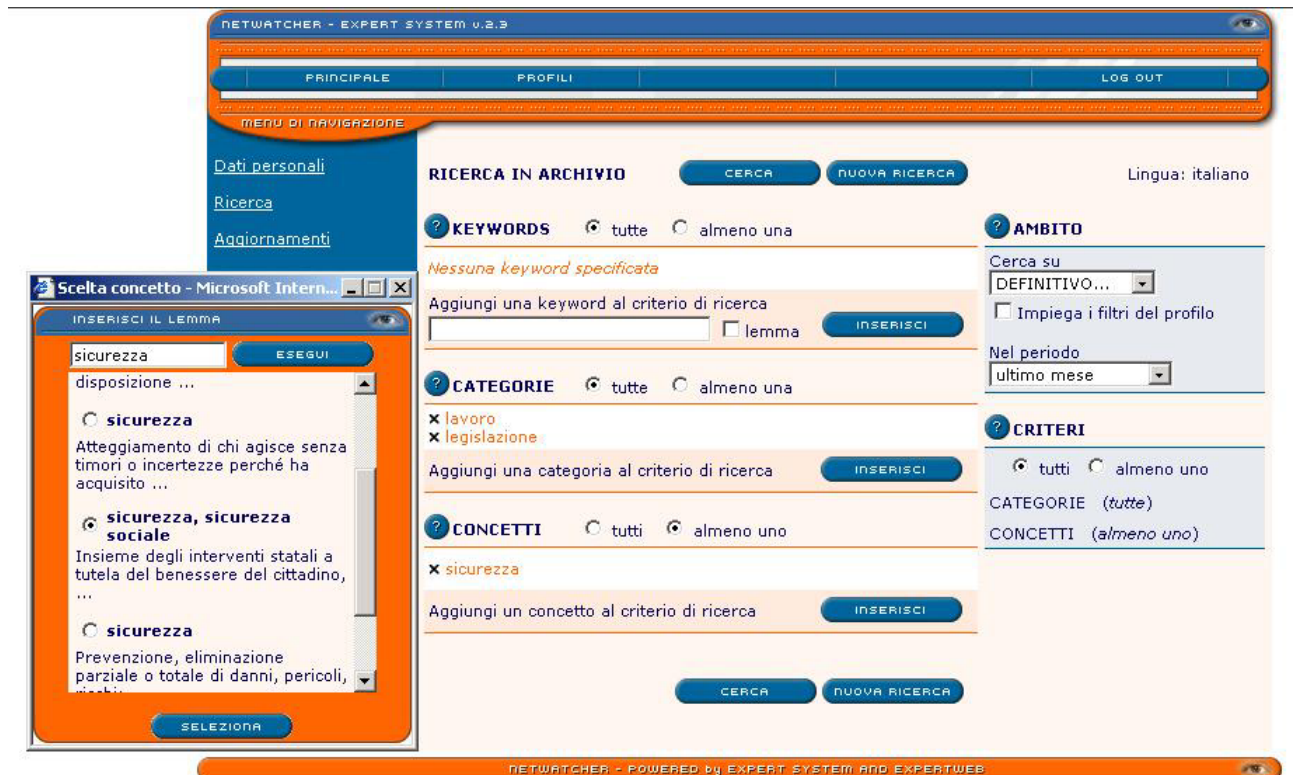 NETWATCHER - EXPERT SYSTEM v.2.3
PRINCIPALE PROFILI LOG OUT
MENU DI NAVIGAZIONE
Dati personali
Ricerca
Aggiornamenti
RICERCA IN ARCHIVIO CERCA NUOVA RICERCA Lingua: italiano
? KEYWORDS tutte almeno una
Nessuna keyword specificata
Aggiungi una keyword al criterio di ricerca
lemma INSERISCI
? CATEGORIE tutte almeno una
× lavoro
× legislazione
Aggiungi una categoria al criterio di ricerca INSERISCI
? CONCETTI tutti almeno uno
× sicurezza
Aggiungi un concetto al criterio di ricerca INSERISCI
CERCA NUOVA RICERCA
? AMBITO
Cerca su
DEFINITIVO...
Impiega i filtri del profilo
Nel periodo
ultimo mese
? CRITERI
tutti almeno uno
CATEGORIE (tutte)
CONCETTI (almeno uno)
Scelta concetto - Microsoft Intern...
INSERISCI IL LEMMA
sicurezza ESEGUI
disposizione ...
sicurezza
Atteggiamento di chi agisce senza
timori o incertezze perché ha
acquisito ...
sicurezza, sicurezza
sociale
Insieme degli interventi statali a
tutela del benessere del cittadino,
...
sicurezza
Prevenzione, eliminazione
parziale o totale di danni, pericoli,
SELEZIONA
NETWATCHER - POWERED by EXPERT SYSTEM AND EXPERTWEB